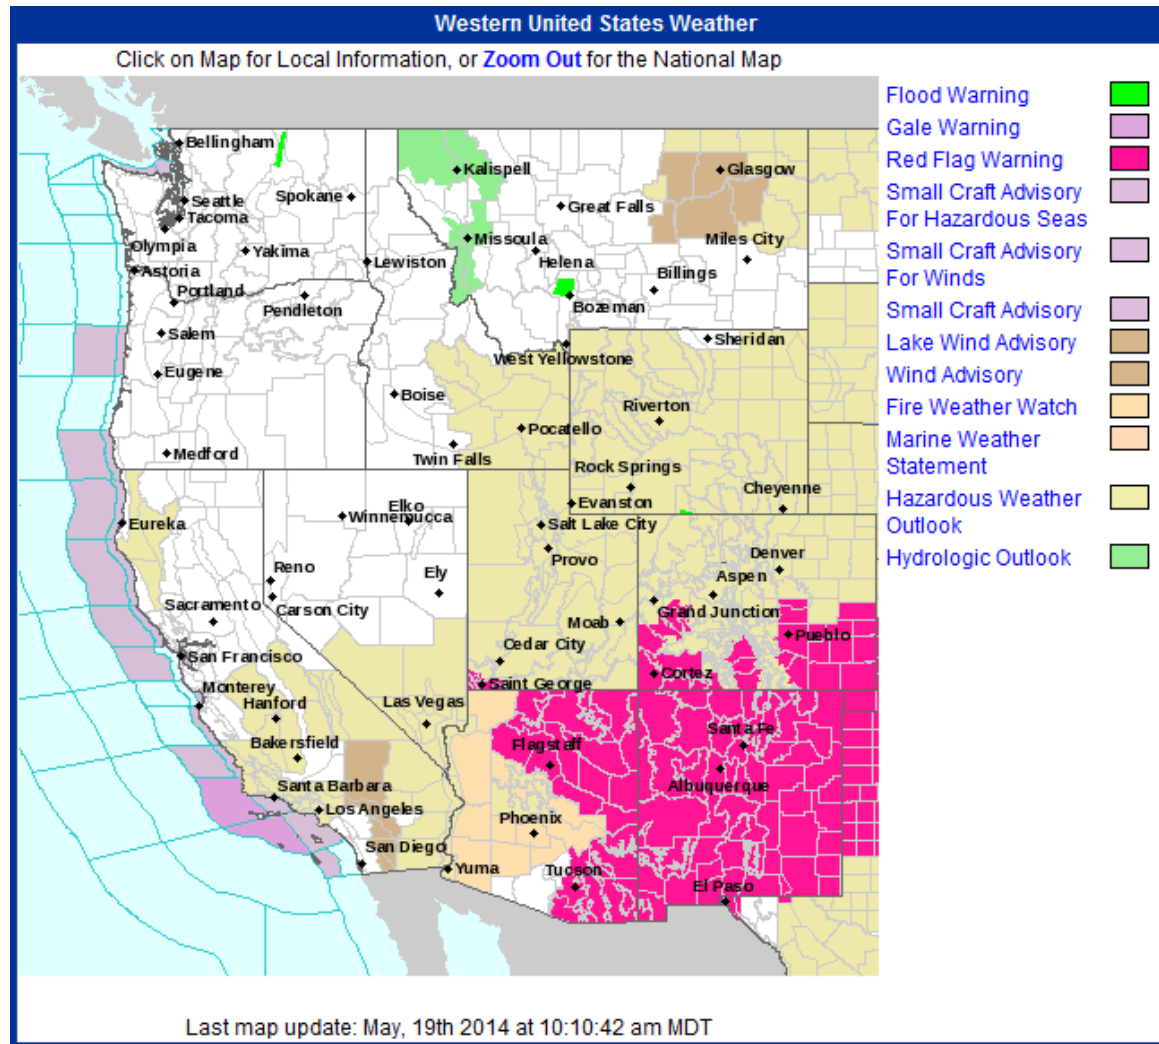 Western United States Weather
Click on Map for Local Information, or Zoom Out for the National Map
Flood Warning
Gale Warning
Red Flag Warning
Small Craft Advisory
For Hazardous Seas
Small Craft Advisory
For Winds
Small Craft Advisory
Lake Wind Advisory
Wind Advisory
Fire Weather Watch
Marine Weather
Statement
Hazardous Weather
Outlook
Hydrologic Outlook
Bellingham
Kalispell
Glasgow
Seattle
Spokane
Great Falls
Tacoma
Olympia
Yakima
Missoula
Miles City
Astoria
Lewiston
Helena
Billings
Portland
Pendleton
Bozeman
Salem
Sheridan
West Yellowstone
Eugene
Boise
Riverton
Pocatello
Medford
Twin Falls
Rock Springs
Cheyenne
Evanston
Elko
Winnemucca
Eureka
Salt Lake City
Provo
Denver
Reno
Ely
Aspen
Sacramento
Carson City
Grand Junction
Moab
Pueblo
Cedar City
San Francisco
Cortez
Saint George
Monterey
Hanford
Las Vegas
Santa Fe
Bakersfield
Flagstaff
Albuquerque
Santa Barbara
Los Angeles
Phoenix
San Diego
Yuma
Tucson
El Paso
Last map update: May, 19th 2014 at 10:10:42 am MDT